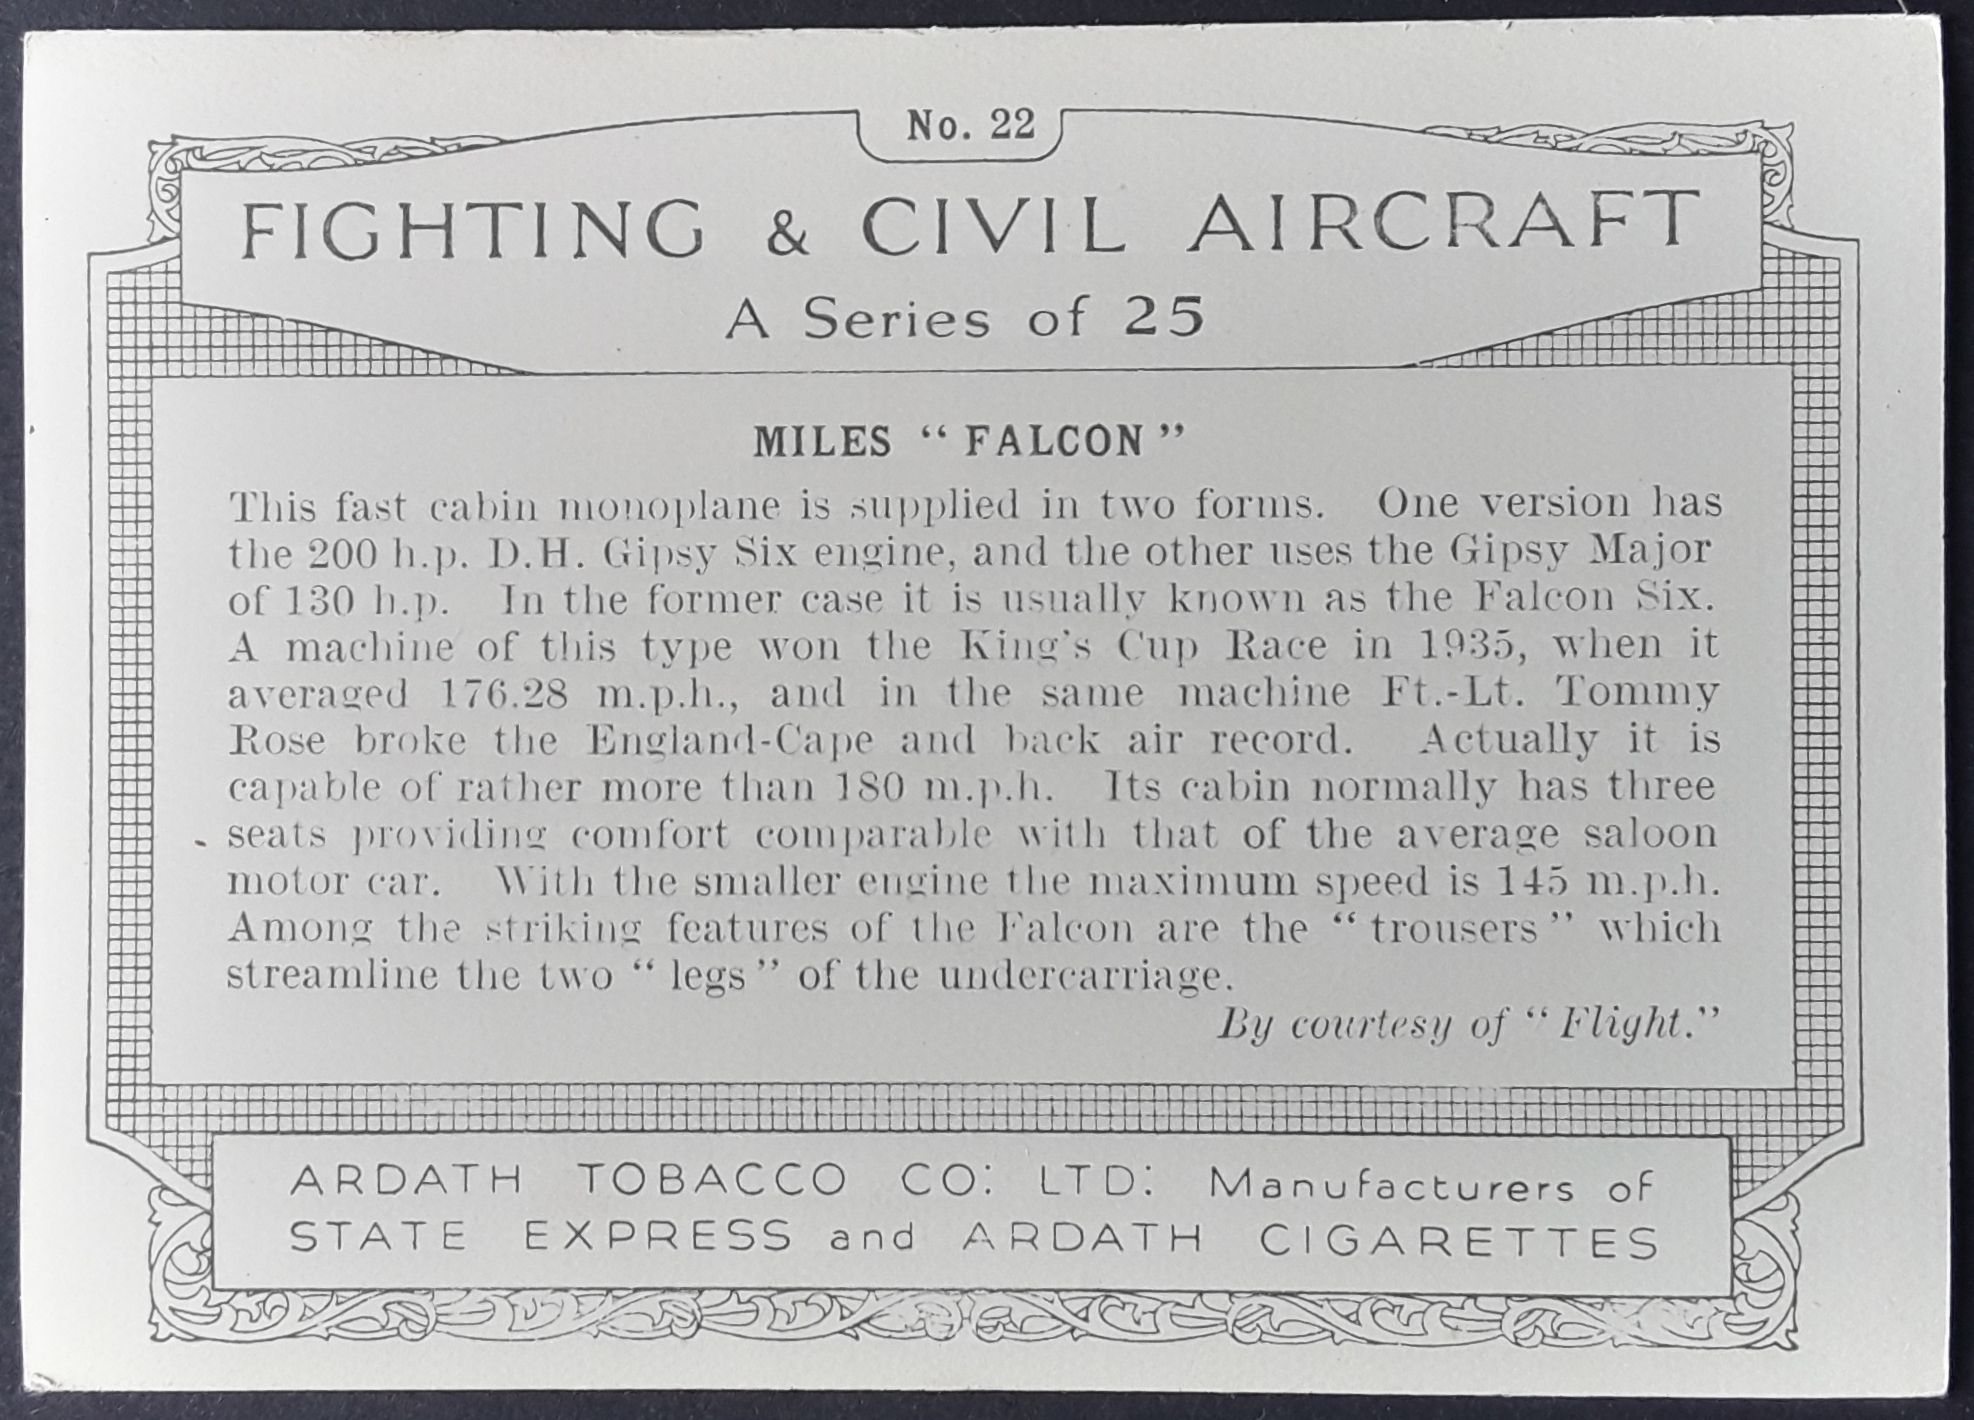 No. 22
FIGHTING & CIVIL AIRCRAFT
A Series of 25
MILES “ FALCON ”
This fast cabin monoplane is supplied in two forms. One version has
the 200 h.p. D.H. Gipsy Six engine, and the other uses the Gipsy Major
of 130 h.p. In the former case it is usually known as the Falcon Six.
A machine of this type won the King’s Cup Race in 1935, when it
averaged 176.28 m.p.h., and in the same machine Ft.-Lt. Tommy
Rose broke the England-Cape and back air record. Actually it is
capable of rather more than 180 m.p.h. Its cabin normally has three
seats providing comfort comparable with that of the average saloon
motor car. With the smaller engine the maximum speed is 145 m.p.h.
Among the striking features of the Falcon are the “ trousers ” which
streamline the two “ legs ” of the undercarriage.
By courtesy of “ Flight.”
ARDATH TOBACCO CO: LTD: Manufacturers of
STATE EXPRESS and ARDATH CIGARETTES